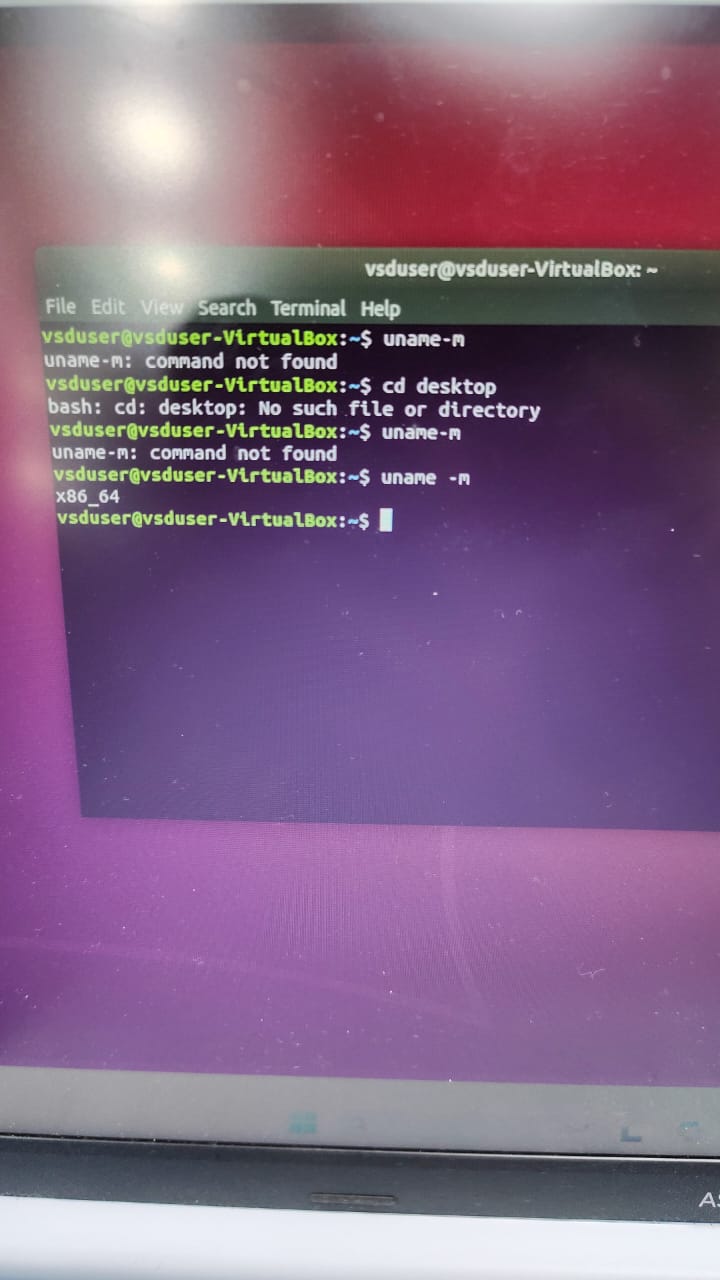 vsduser@vsduser-VirtualBox: ~
File Edit View Search Terminal Help
vsduser@vsduser-VirtualBox:~$ uname-m
uname-m: command not found
vsduser@vsduser-VirtualBox:~$ cd desktop
bash: cd: desktop: No such file or directory
vsduser@vsduser-VirtualBox:~$ uname-m
uname-m: command not found
vsduser@vsduser-VirtualBox:~$ uname -m
x86_64
vsduser@vsduser-VirtualBox:~$
AS